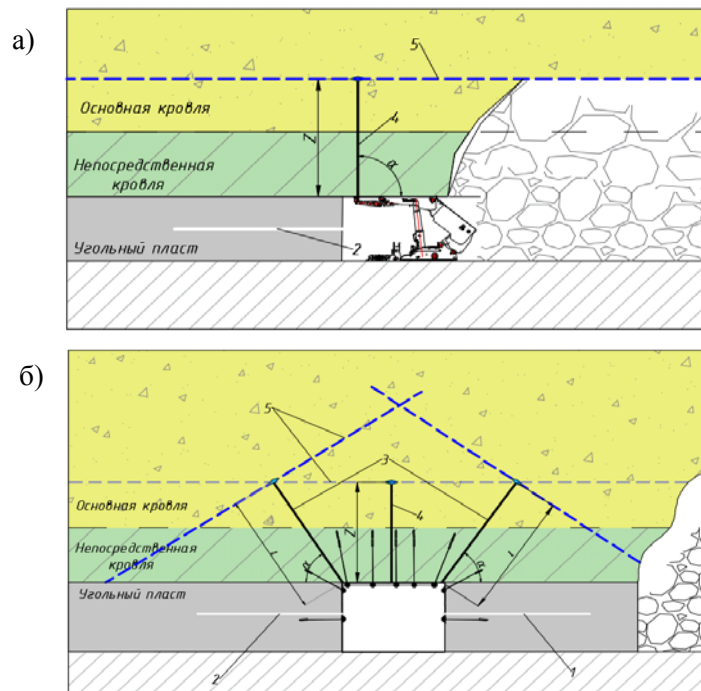 а)
5
Основная кровля
Z
4
α
Непосредственная
кровля
2
Угольный пласт
б)
5
3
Основная кровля
Z
4
Непосредственная
кровля
l
α
α
l
Угольный пласт
2
1